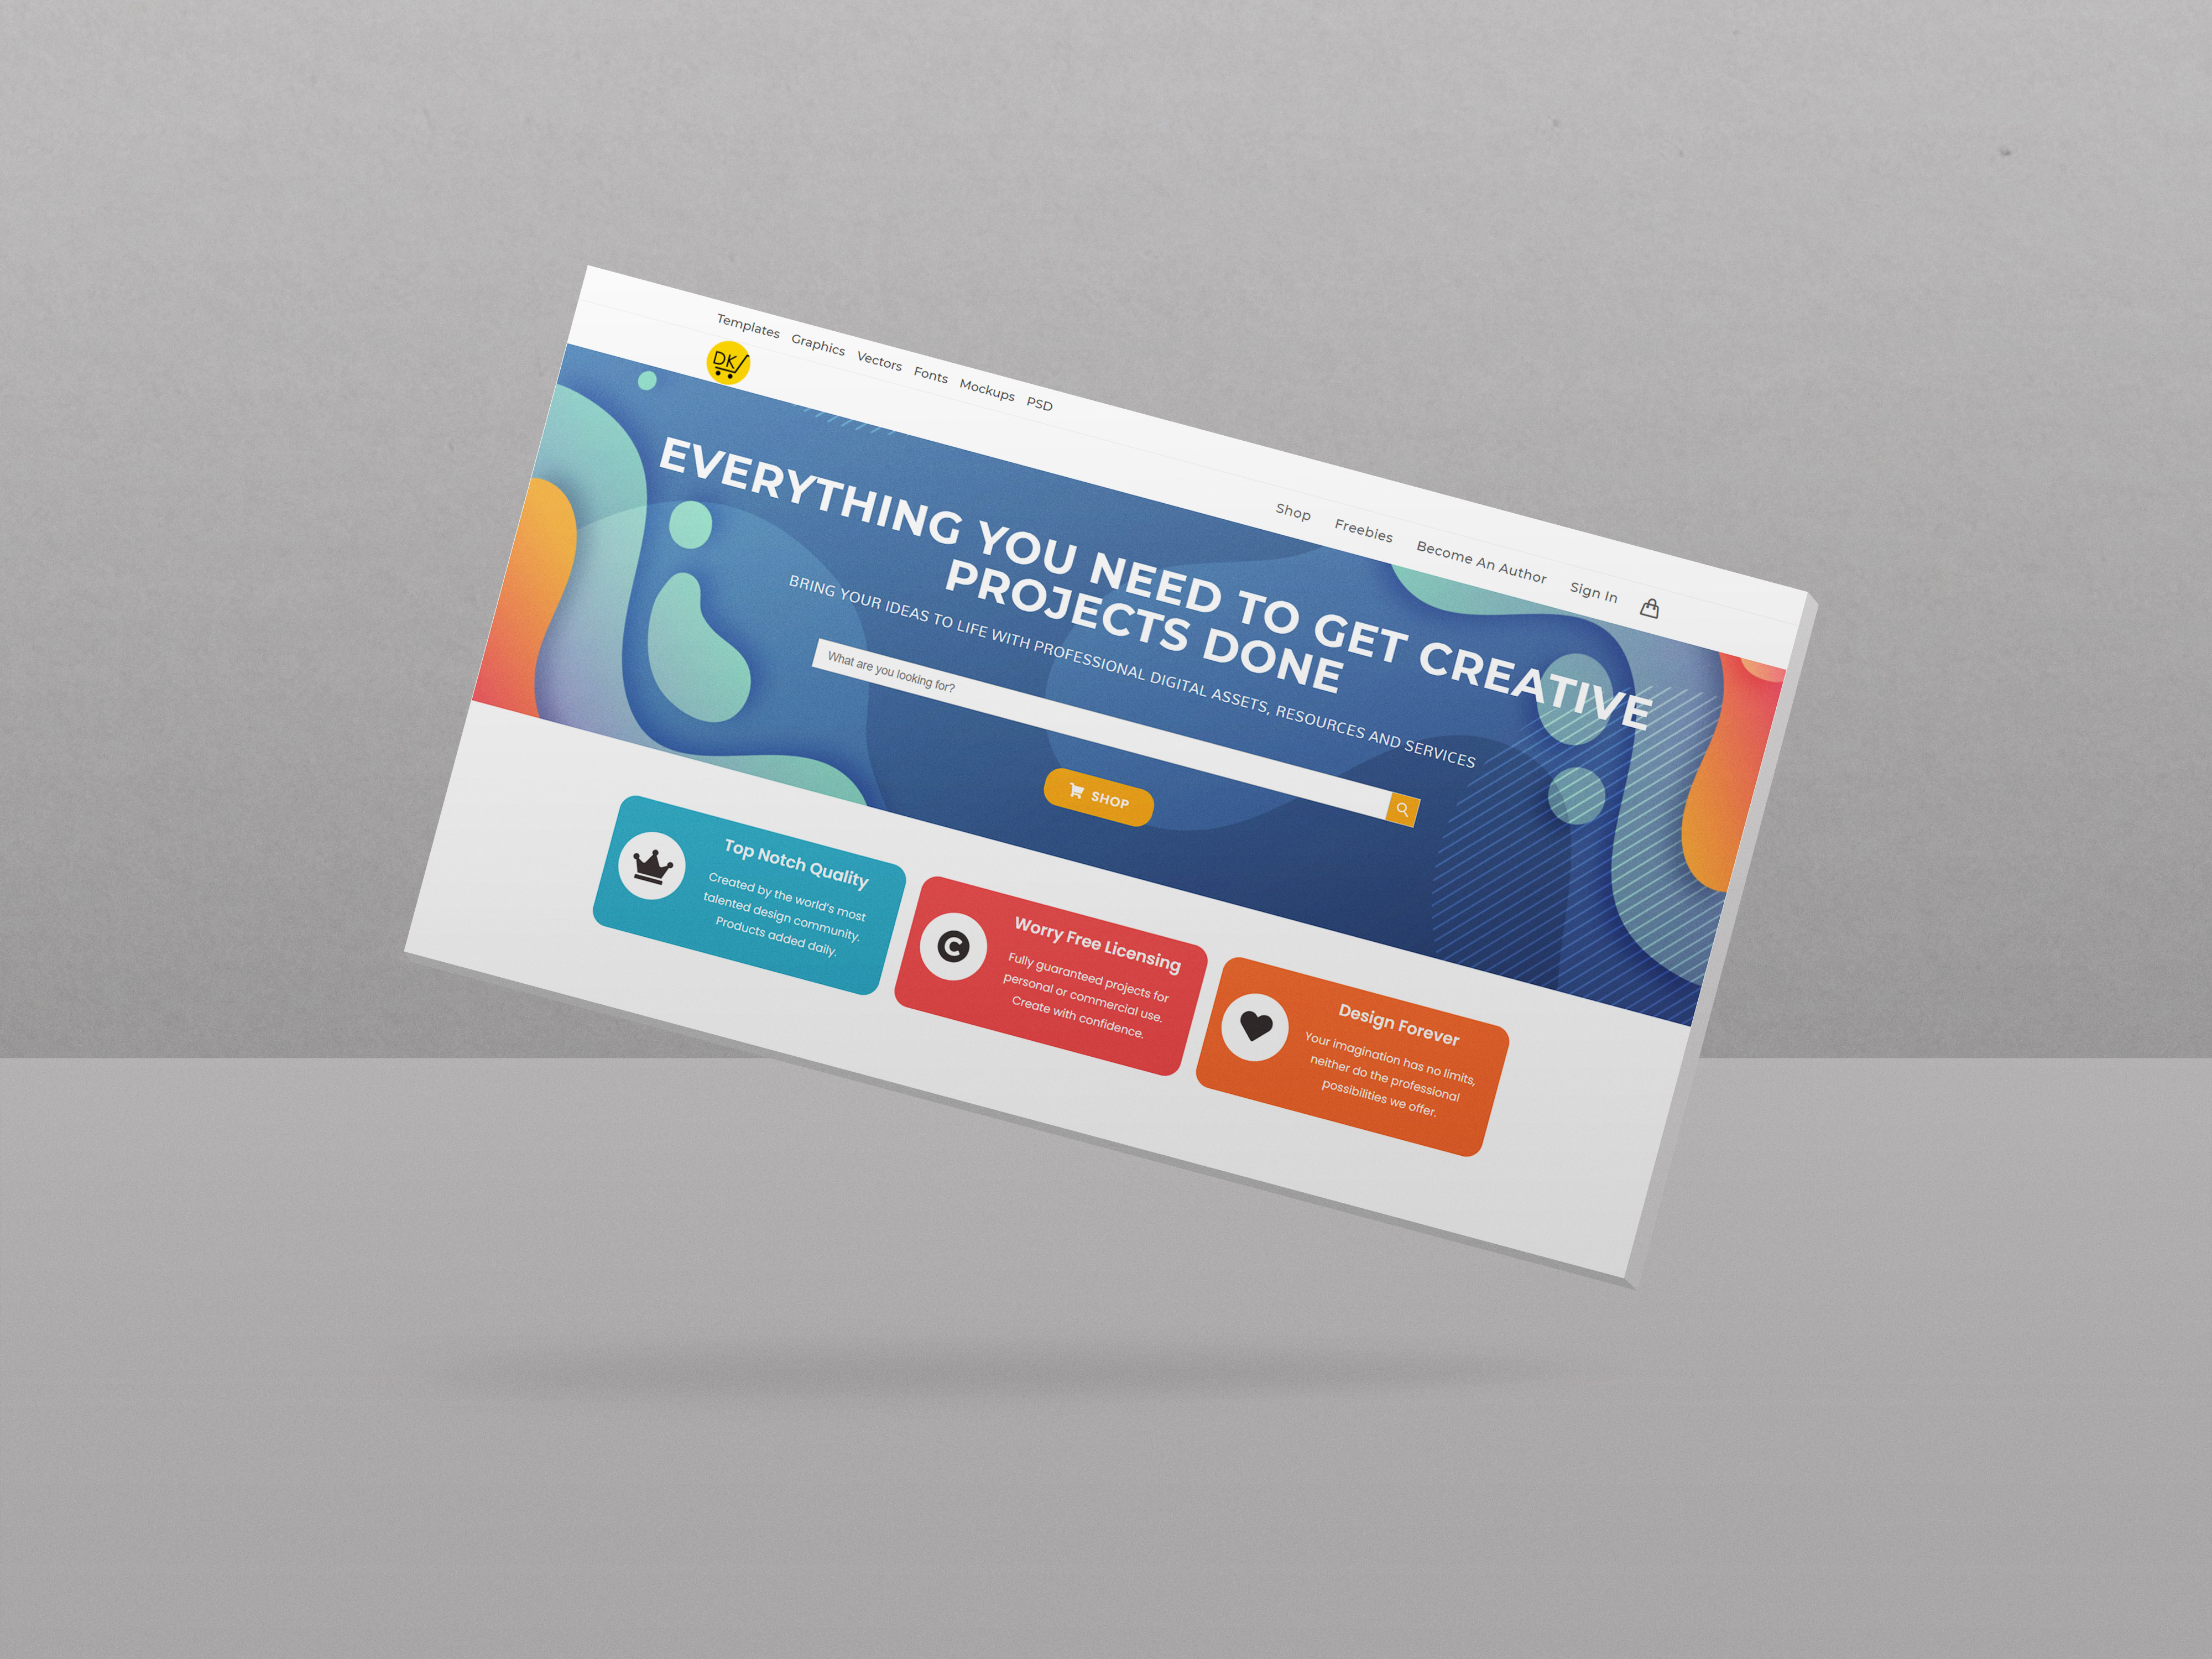 Templates Graphics Vectors Fonts Mockups PSD
DK
Shop Freebies Become An Author Sign In
EVERYTHING YOU NEED TO GET CREATIVE
PROJECTS DONE
BRING YOUR IDEAS TO LIFE WITH PROFESSIONAL DIGITAL ASSETS, RESOURCES AND SERVICES
What are you looking for?
SHOP
Top Notch Quality
Created by the world's most
talented design community.
Products added daily.
Worry Free Licensing
Fully guaranteed projects for
personal or commercial use.
Create with confidence.
Design Forever
Your imagination has no limits,
neither do the professional
possibilities we offer.